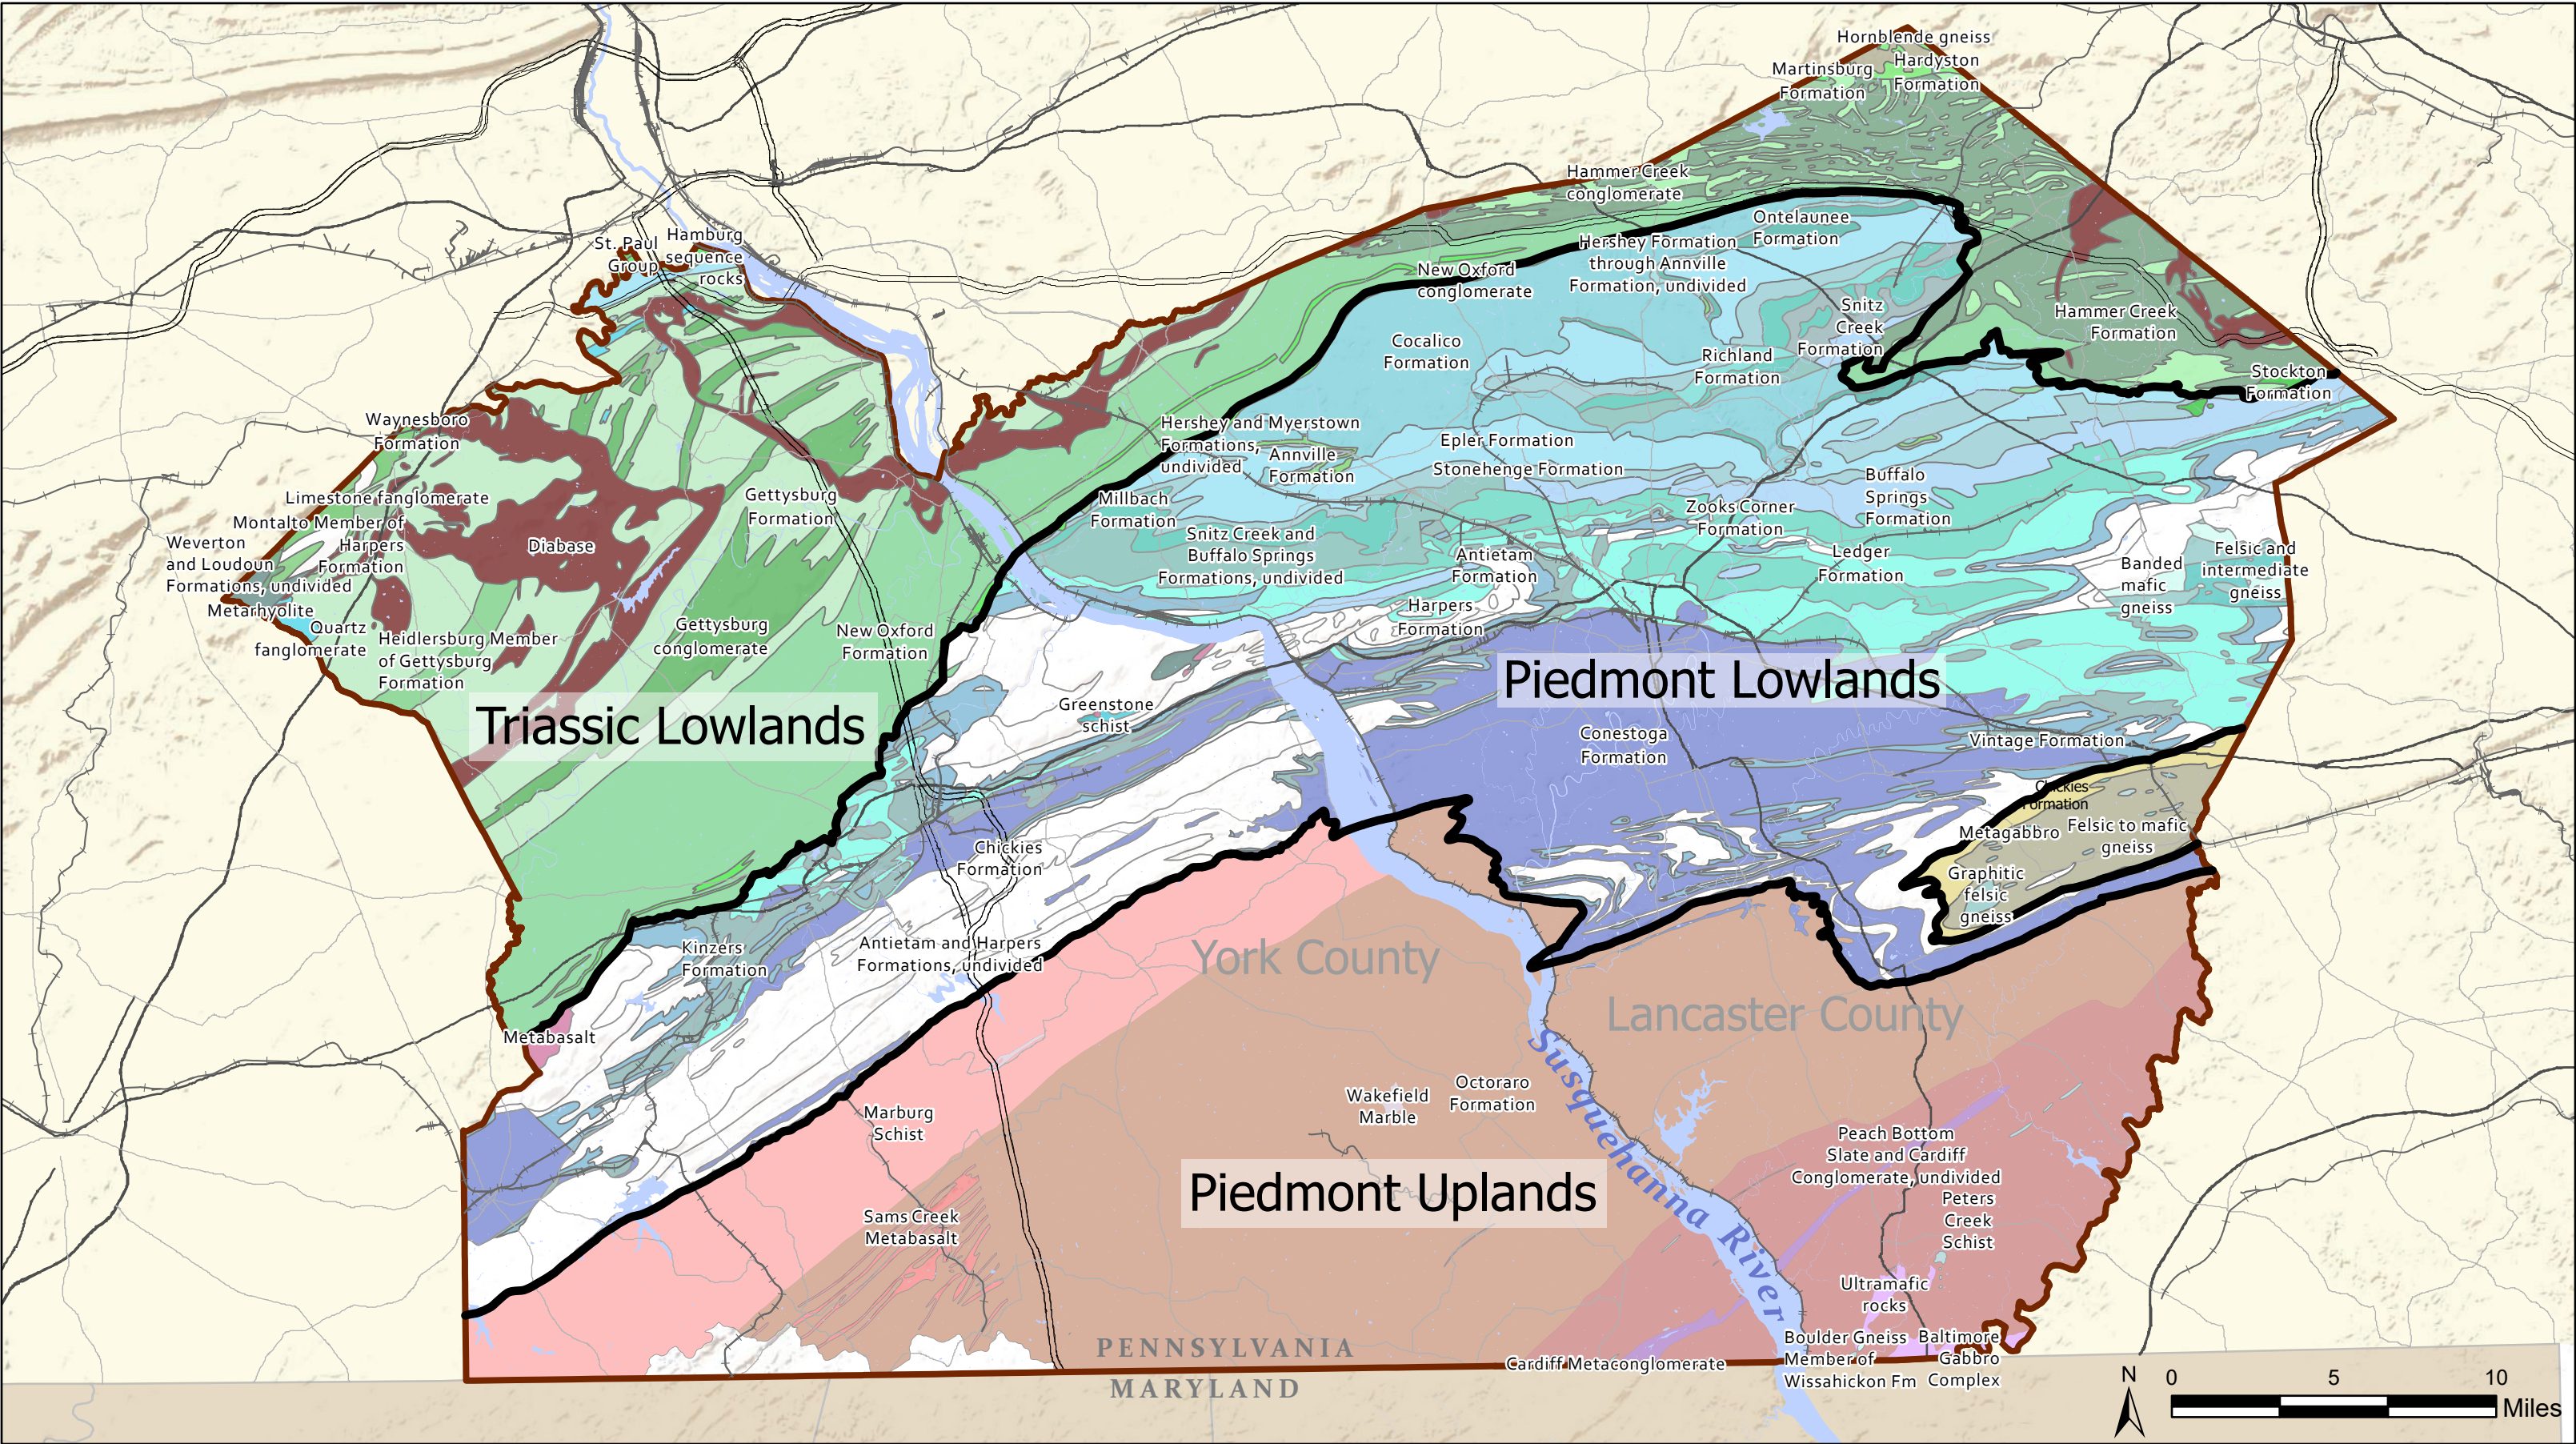 Hornblende gneiss
Hardyston
Formation
Martinsburg
Formation
Hammer Creek
conglomerate
Ontelaunee
Formation
Hershey Formation
through Annville
Formation, undivided
New Oxford
conglomerate
St. Paul
Group
Hamburg
sequence
rocks
Snitz
Creek
Formation
Hammer Creek
Formation
Cocalico
Formation
Richland
Formation
Stockton
Formation
Waynesboro
Formation
Hershey and Myerstown
Formations,
undivided
Annville
Formation
Epler Formation
Stonehenge Formation
Limestone fanglomerate
Montalto Member of
Harpers
Formation
Weverton
and Loudoun
Formations, undivided
Metarhyolite
Quartz
fanglomerate
Heidlersburg Member
of Gettysburg
Formation
Diabase
Gettysburg
Formation
Gettysburg
conglomerate
New Oxford
Formation
Millbach
Formation
Snitz Creek and
Buffalo Springs
Formations, undivided
Antietam
Formation
Harpers
Formation
Zooks Corner
Formation
Buffalo
Springs
Formation
Ledger
Formation
Banded
mafic
gneiss
Felsic and
intermediate
gneiss
Triassic Lowlands
Piedmont Lowlands
Greenstone
schist
Conestoga
Formation
Vintage Formation
Chickies
Formation
Metagabbro
Felsic to mafic
gneiss
Graphitic
felsic
gneiss
Chickies
Formation
Kinzers
Formation
Antietam and Harpers
Formations, undivided
York County
Lancaster County
Metabasalt
Marburg
Schist
Wakefield
Marble
Octoraro
Formation
Susquehanna River
Piedmont Uplands
Peach Bottom
Slate and Cardiff
Conglomerate, undivided
Peters
Creek
Schist
Sams Creek
Metabasalt
Ultramafic
rocks
PENNSYLVANIA
MARYLAND
Cardiff Metaconglomerate
Boulder Gneiss
Member of
Wissahickon Fm
Baltimore
Gabbro
Complex
N
0 5 10
Miles